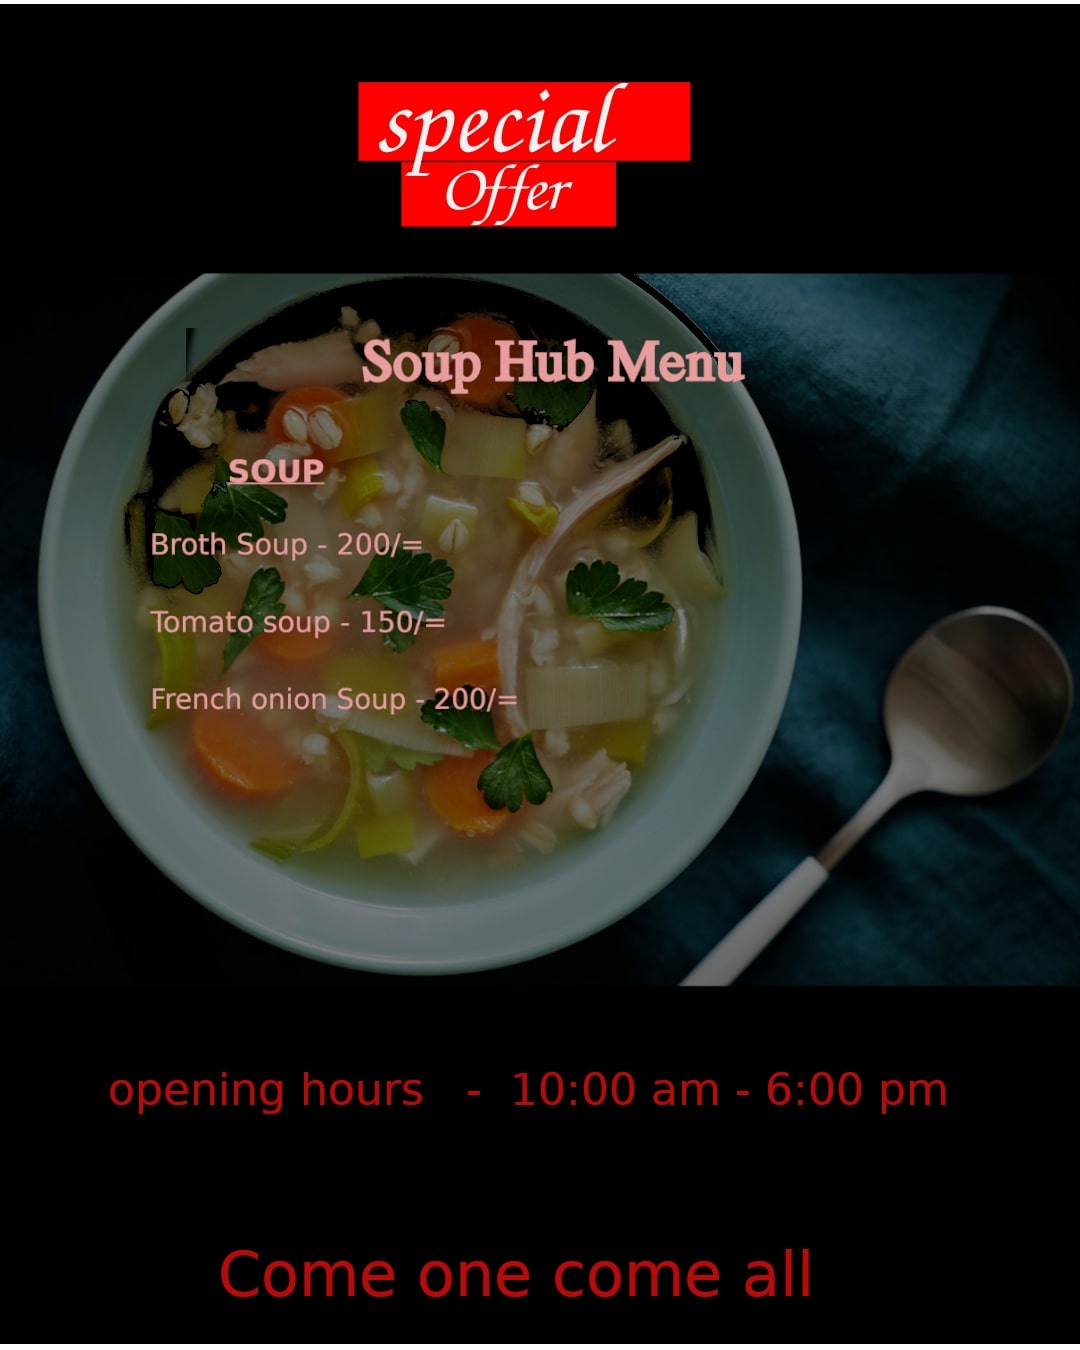 special
Offer
Soup Hub Menu
SOUP
Broth Soup - 200/=
Tomato soup - 150/=
French onion Soup - 200/=
opening hours - 10:00 am - 6:00 pm
Come one come all